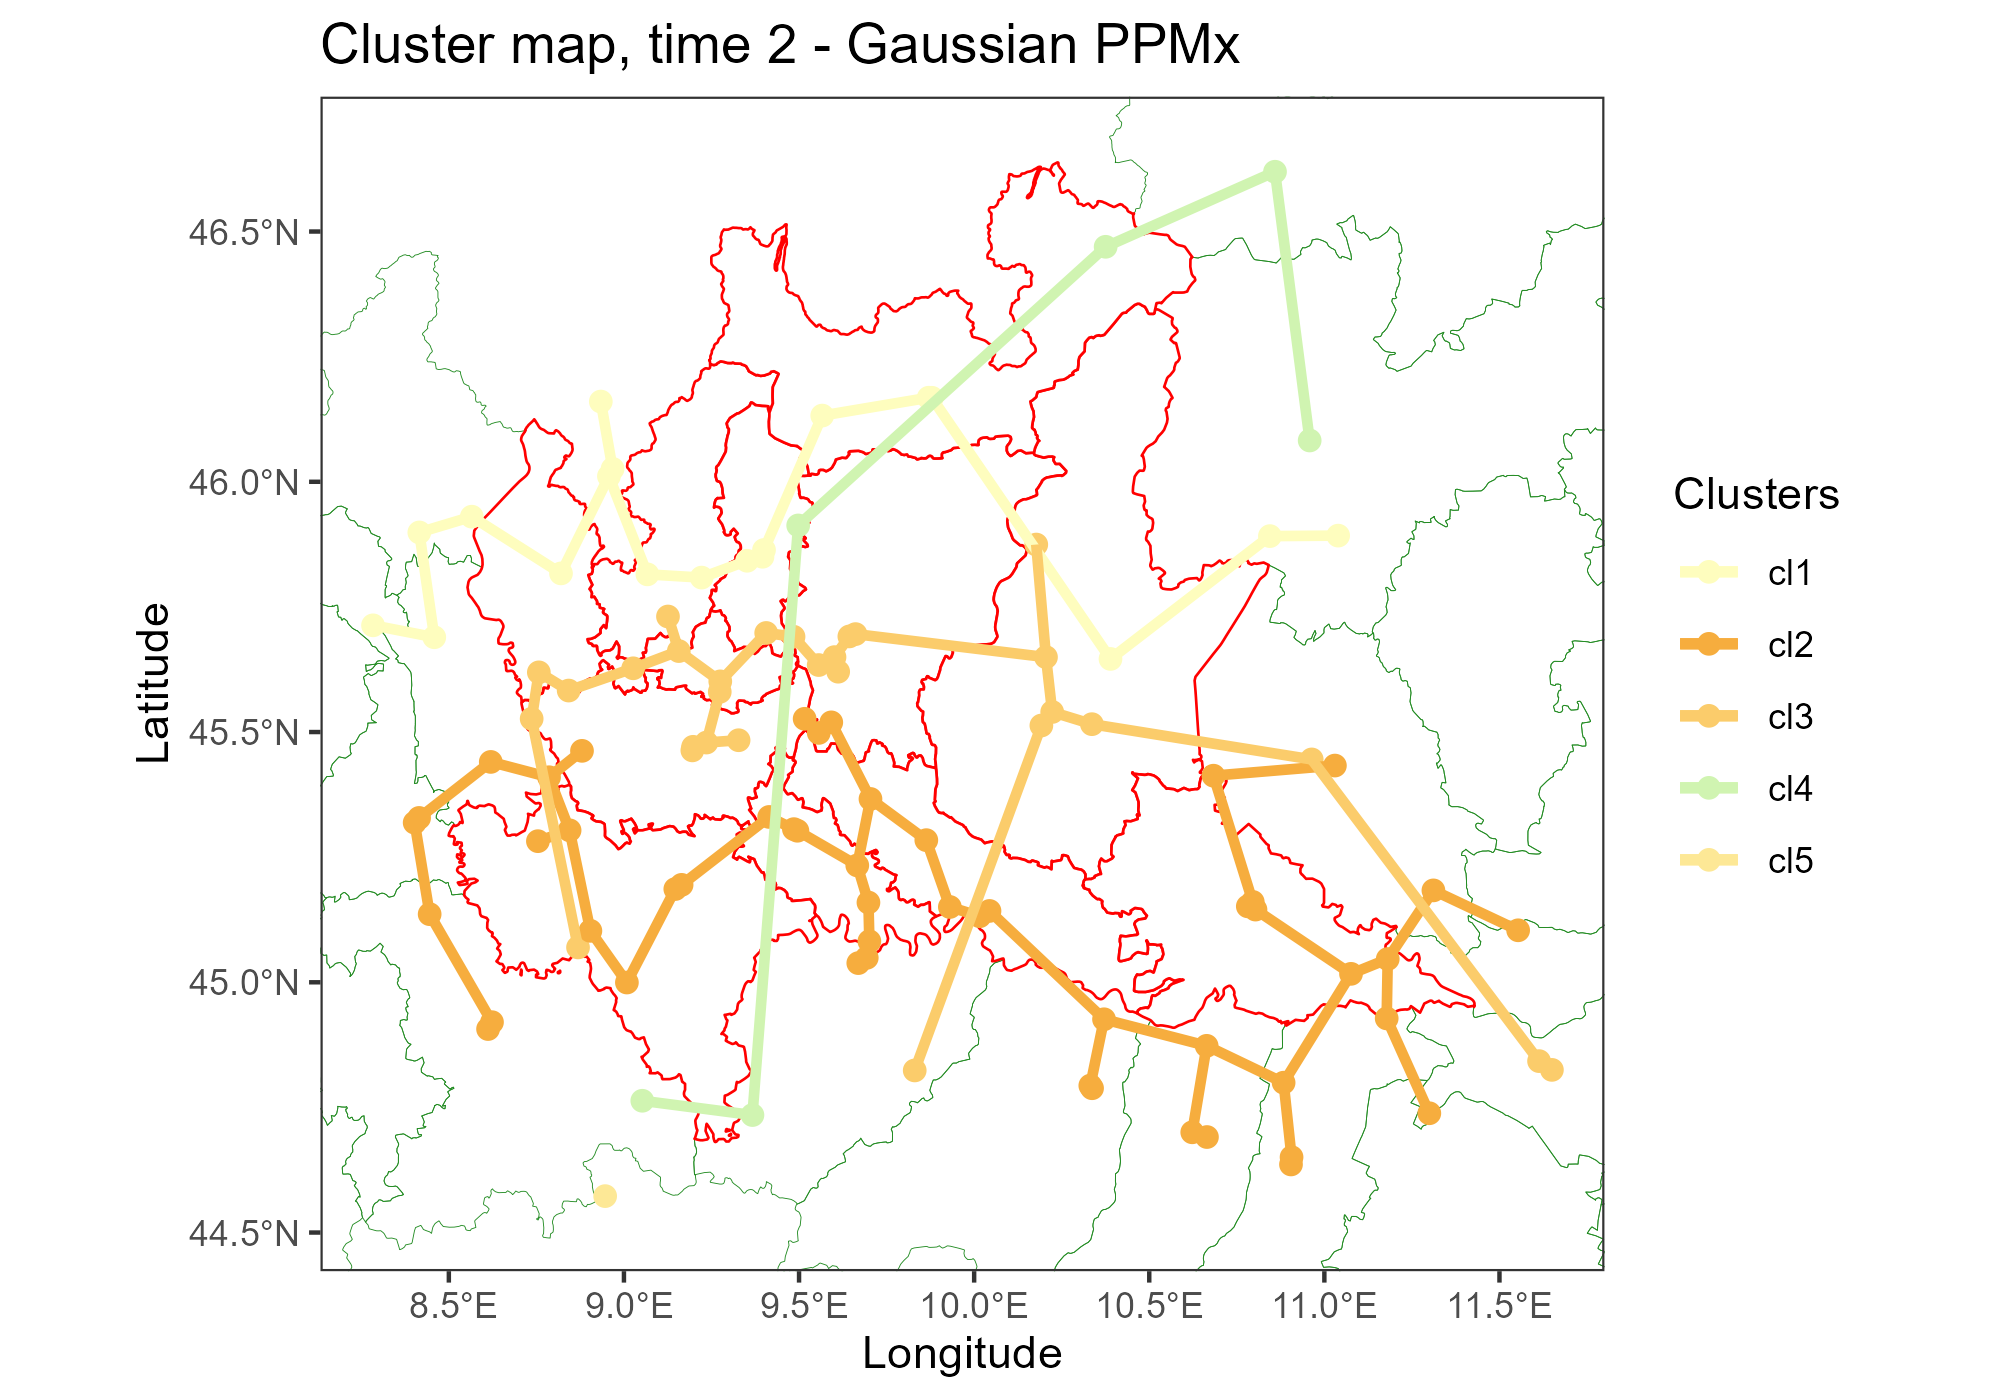 Cluster map, time 2 - Gaussian PPMx
46.5°N
46.0°N
45.5°N
45.0°N
44.5°N
Latitude
8.5°E 9.0°E 9.5°E 10.0°E 10.5°E 11.0°E 11.5°E
Longitude
Clusters
cl1
cl2
cl3
cl4
cl5